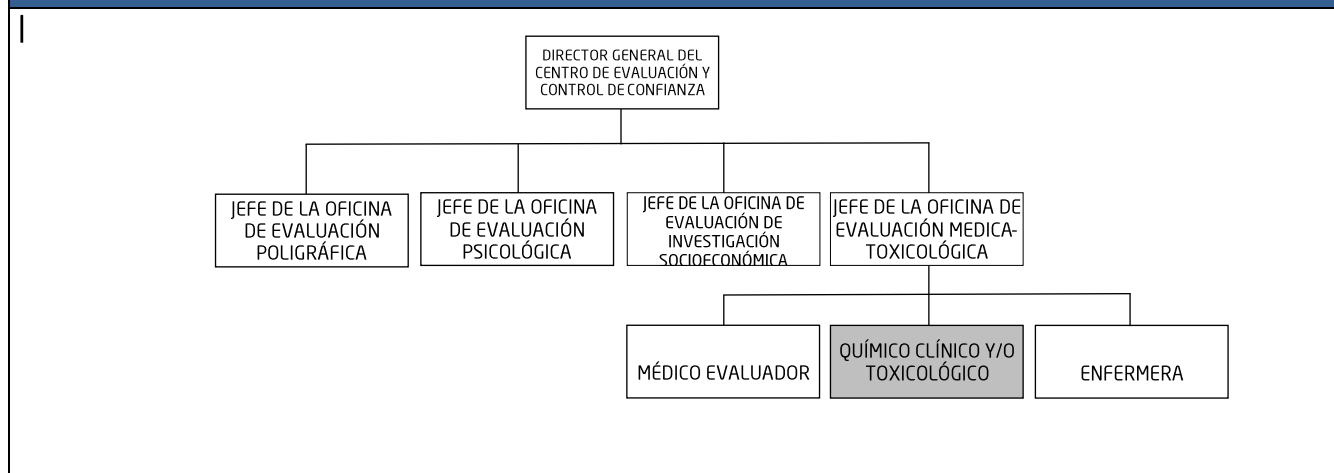 DIRECTOR GENERAL DEL
CENTRO DE EVALUACIÓN Y
CONTROL DE CONFIANZA
JEFE DE LA OFICINA
DE EVALUACIÓN
POLIGRÁFICA
JEFE DE LA OFICINA
DE EVALUACIÓN
PSICOLÓGICA
JEFE DE LA OFICINA DE
EVALUACIÓN DE
INVESTIGACIÓN
SOCIOECONÓMICA
JEFE DE LA OFICINA DE
EVALUACIÓN MEDICA-
TOXICOLÓGICA
MÉDICO EVALUADOR
QUÍMICO CLÍNICO Y/O
TOXICOLÓGICO
ENFERMERA